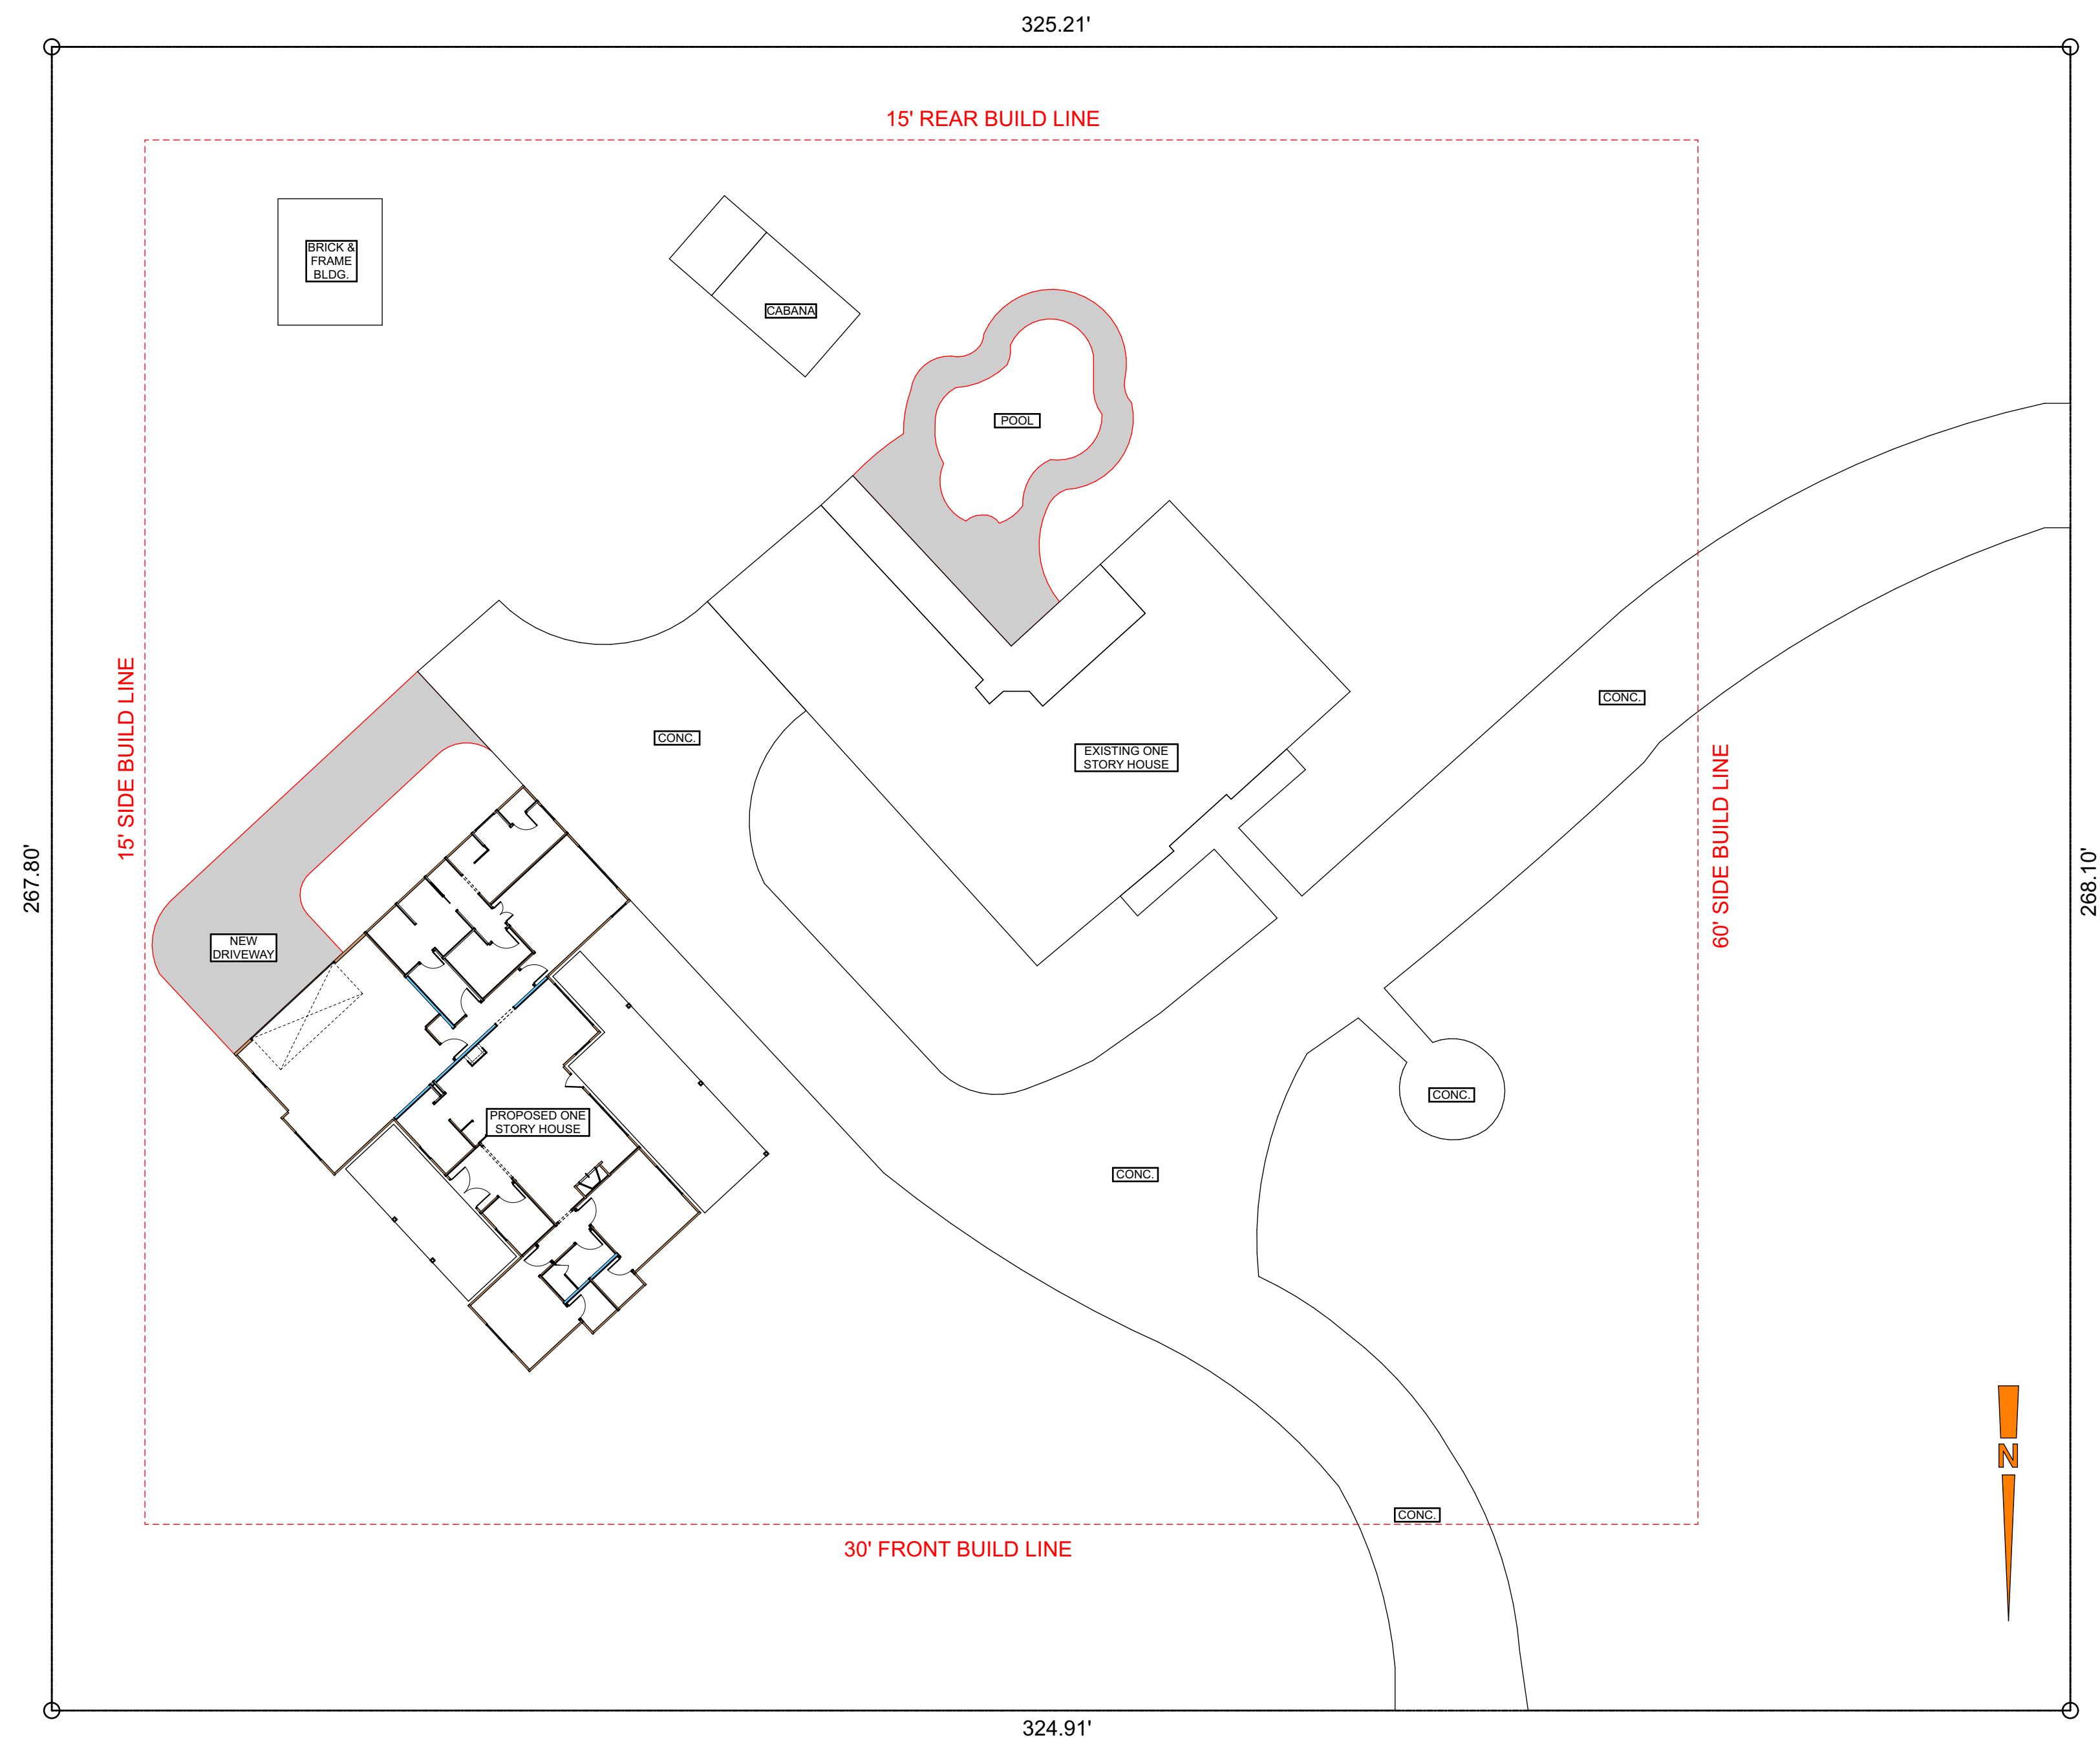 325.21'
15' REAR BUILD LINE
BRICK &
FRAME
BLDG.
CABANA
POOL
15' SIDE BUILD LINE
CONC.
CONC.
EXISTING ONE
STORY HOUSE
60' SIDE BUILD LINE
267.80'
268.10'
NEW
DRIVEWAY
CONC.
PROPOSED ONE
STORY HOUSE
CONC.
N
CONC.
30' FRONT BUILD LINE
324.91'